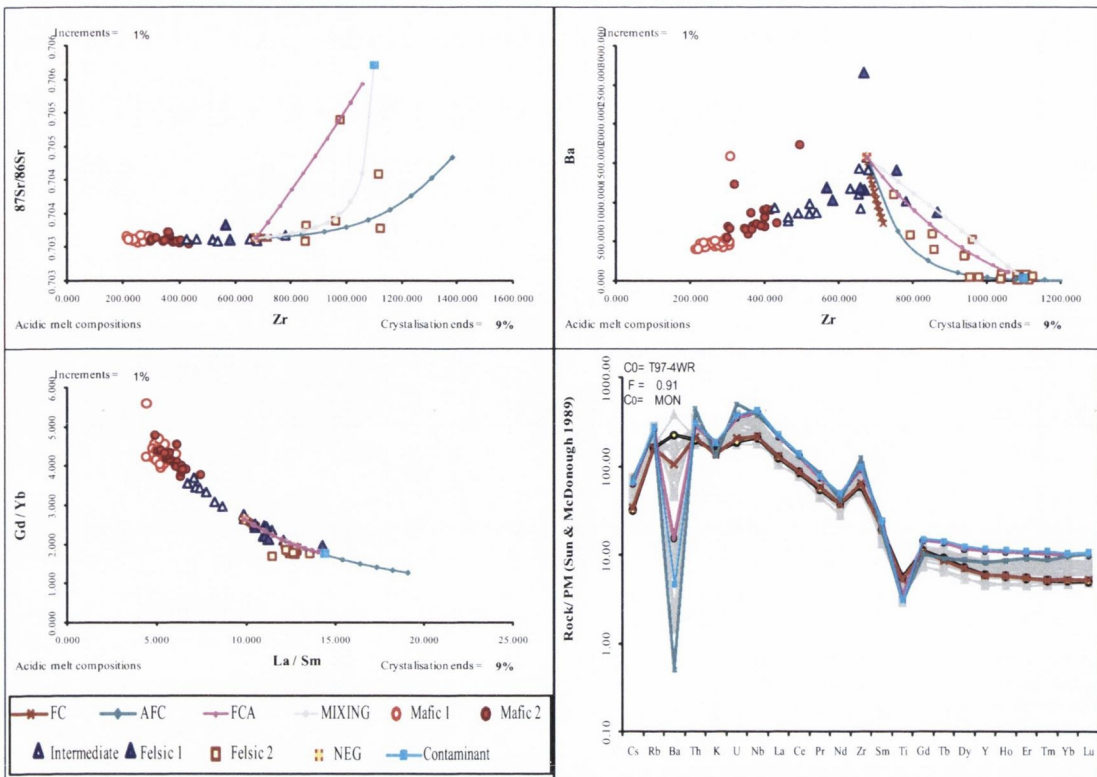 Increments = 1%
87Sr/86Sr
0.706
0.706
0.705
0.705
0.704
0.704
0.703
0.703
0.000 200.000 400.000 600.000 800.000 1000.000 1200.000 1400.000 1600.000
Zr
Acidic melt compositions
Crystalisation ends = 9%
Increments = 1%
Ba
500.000
0.000
0.000 200.000 400.000 600.000 800.000 1000.000 1200.000
Zr
Acidic melt compositions
Crystalisation ends = 9%
Increments = 1%
Gd / Yb
6.000
5.000
4.000
3.000
2.000
1.000
0.000
0.000 5.000 10.000 15.000 20.000 25.000
La / Sm
Acidic melt compositions
Crystalisation ends = 9%
C0= T97-4WR
F = 0.91
C0= MON
Rock/ PM (Sun & McDonough 1989)
1000.00
100.00
10.00
1.00
0.10
Cs Rb Ba Th K U Nb La Ce Pr Nd Zr Sm Ti Gd Tb Dy Y Ho Er Tm Yb Lu
FC AFC FCA MIXING Mafic 1 Mafic 2
Intermediate Felsic 1 Felsic 2 NEG Contaminant